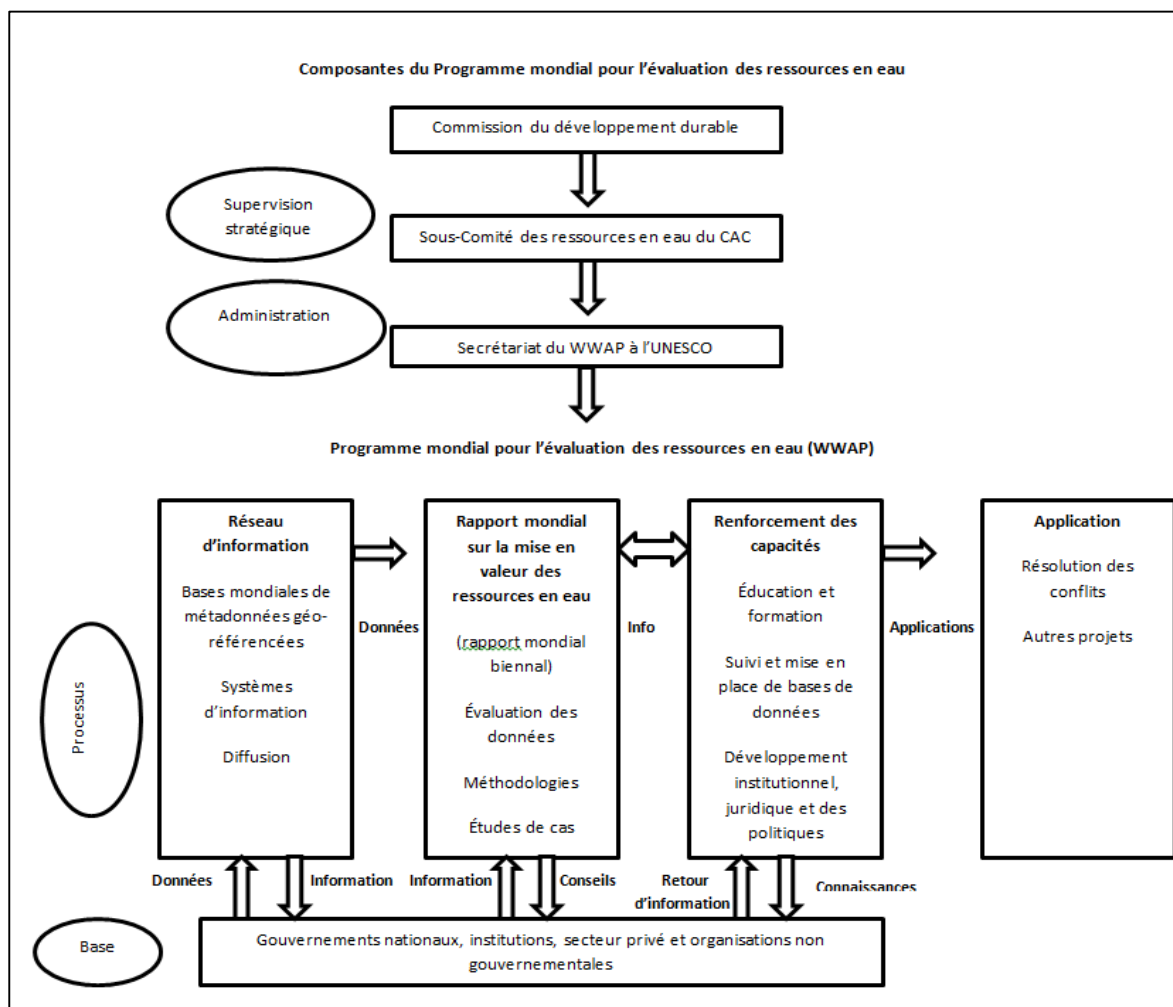 Composantes du Programme mondial pour l'évaluation des ressources en eau
Commission du développement durable
Supervision
stratégique
Sous-Comité des ressources en eau du CAC
Administration
Secrétariat du WWAP à l'UNESCO
Programme mondial pour l'évaluation des ressources en eau (WWAP)
Processus
Réseau
d'information
Bases mondiales de
métadonnées géo-
référencées
Systèmes
d'information
Diffusion
Données
Rapport mondial
sur la mise en
valeur des
ressources en eau
(rapport mondial
biennal)
Évaluation des
données
Méthodologies
Études de cas
Info
Renforcement des
capacités
Éducation et
formation
Suivi et mise en
place de bases de
données
Développement
institutionnel,
juridique et des
politiques
Applications
Application
Résolution des
conflits
Autres projets
Données
Information
Information
Conseils
Retour
d'information
Connaissances
Base
Gouvernements nationaux, institutions, secteur privé et organisations non
gouvernementales